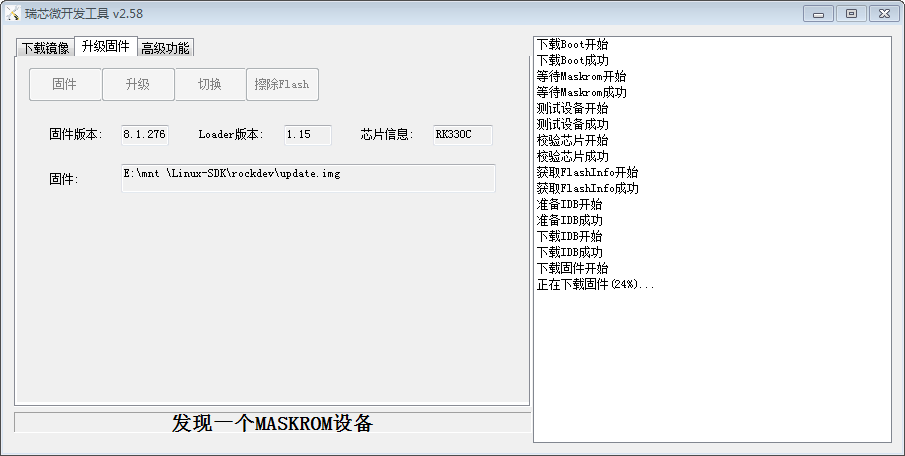 瑞芯微开发工具 v2.58
下载镜像 升级固件 高级功能
固件 升级 切换 擦除Flash
固件版本: 8.1.276 Loader版本: 1.15 芯片信息: RK330C
固件: E:\mnt \Linux-SDK\rockdev\update.img
发现一个MASKROM设备
下载Boot开始
下载Boot成功
等待Maskrom开始
等待Maskrom成功
测试设备开始
测试设备成功
校验芯片开始
校验芯片成功
获取FlashInfo开始
获取FlashInfo成功
准备IDB开始
准备IDB成功
下载IDB开始
下载IDB成功
下载固件开始
正在下载固件(24%)...